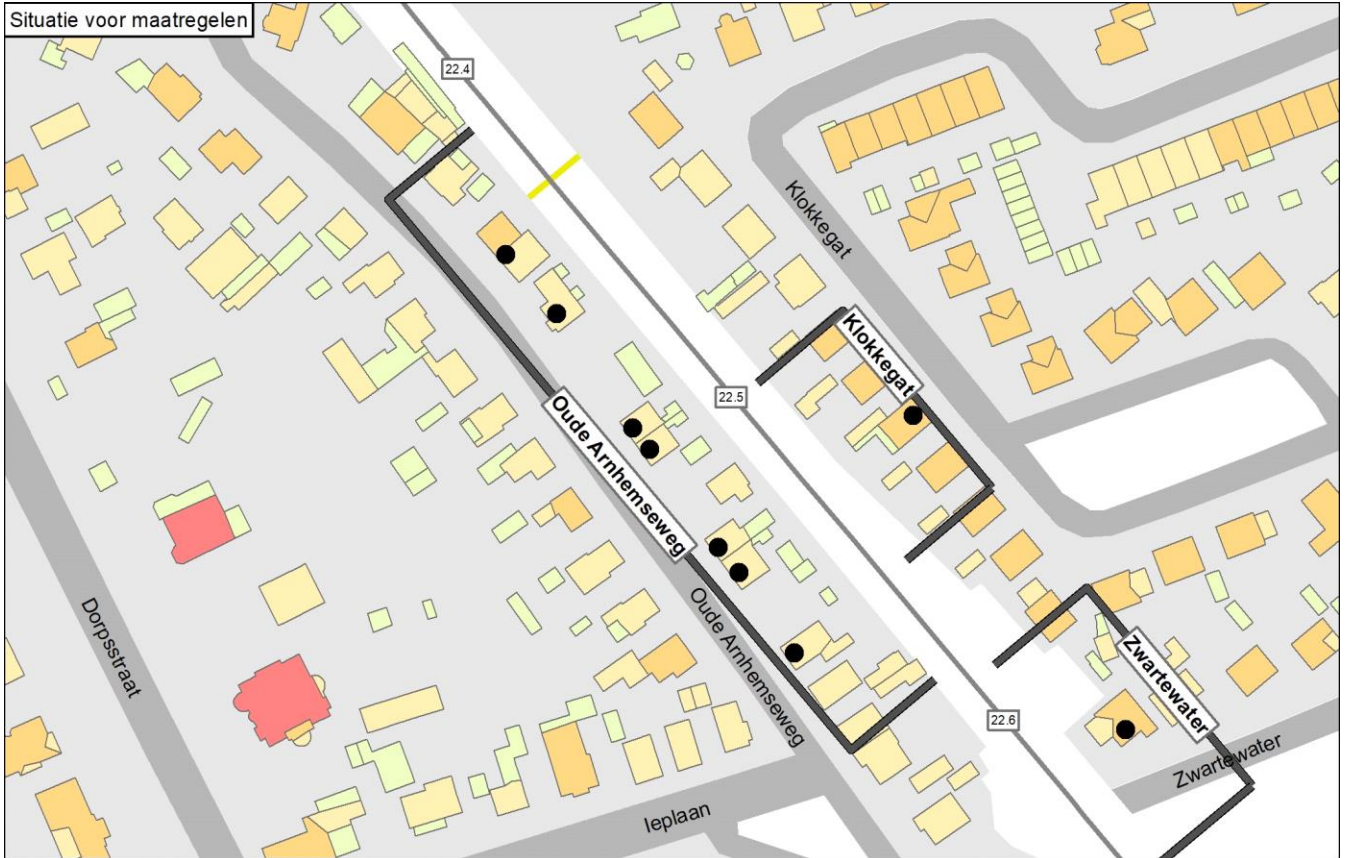 Situatie voor maatregelen
22.4
Klokkegat
Klokkegat
22.5
Oude Arnhemseweg
Oude Arnhemseweg
Dorpsstraat
Zwartewater
22.6
Zwartewater
Ieplaan